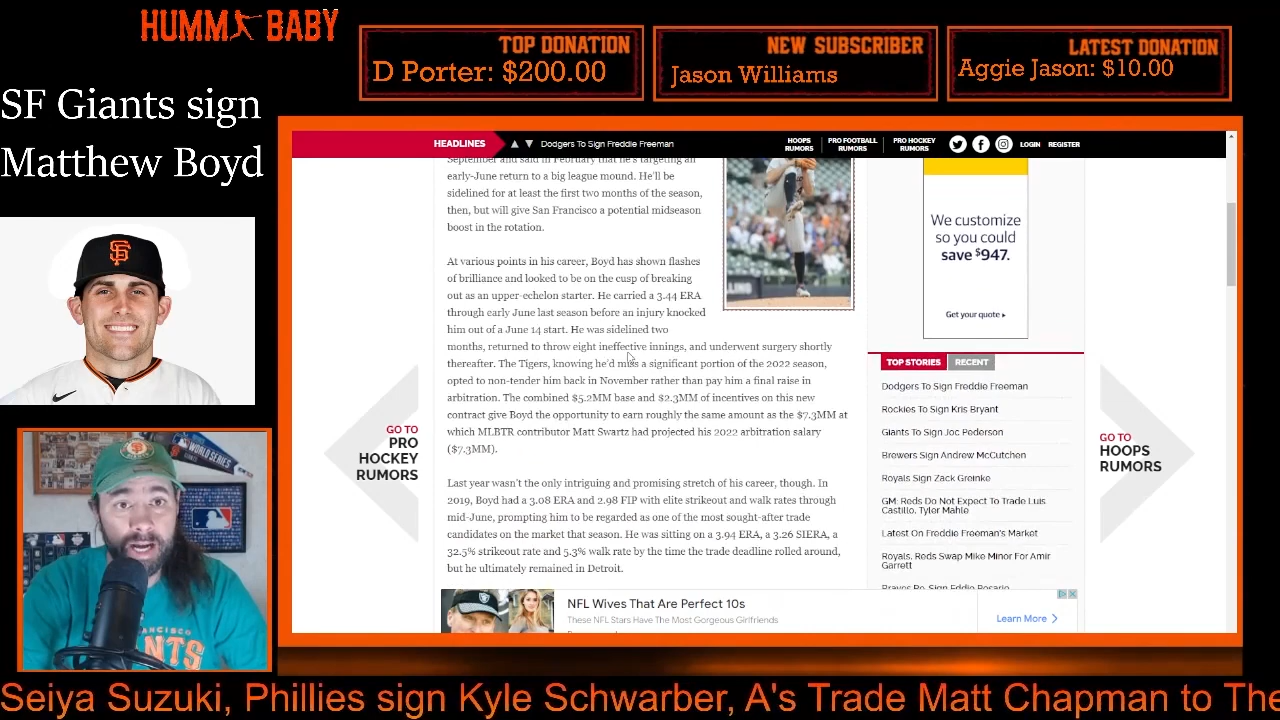 HUMM BABY
TOP DONATION
D Porter: $200.00
NEW SUBSCRIBER
Jason Williams
LATEST DONATION
Aggie Jason: $10.00
SF Giants sign
Matthew Boyd
HEADLINES
Dodgers To Sign Freddie Freeman
HOOPS
RUMORS
PRO FOOTBALL
RUMORS
PRO HOCKEY
RUMORS
LOGIN
REGISTER
September and said in February that he's targeting an
early-June return to a big league mound. He'll be
sidelined for at least the first two months of the season,
then, but will give San Francisco a potential midseason
boost in the rotation.
At various points in his career, Boyd has shown flashes
of brilliance and looked to be on the cusp of breaking
out as an upper-echelon starter. He carried a 3.44 ERA
through early June last season before an injury knocked
him out of a June 14 start. He was sidelined two
months, returned to throw eight ineffective innings, and underwent surgery shortly
thereafter. The Tigers, knowing he'd miss a significant portion of the 2022 season,
opted to non-tender him back in November rather than pay him a final raise in
arbitration. The combined $5.2MM base and $2.3MM of incentives on this new
contract give Boyd the opportunity to earn roughly the same amount as the $7.3MM at
which MLBTR contributor Matt Swartz had projected his 2022 arbitration salary
($7.3MM).
Last year wasn't the only intriguing and promising stretch of his career, though. In
2019, Boyd had a 3.08 ERA and 2.98 FIP with elite strikeout and walk rates through
mid-June, prompting him to be regarded as one of the most sought-after trade
candidates on the market that season. He was sitting on a 3.94 ERA, a 3.26 SIERA, a
32.5% strikeout rate and 5.3% walk rate by the time the trade deadline rolled around,
but he ultimately remained in Detroit.
We customize
so you could
save $947.
Get your quote
TOP STORIES
RECENT
Dodgers To Sign Freddie Freeman
Rockies To Sign Kris Bryant
Giants To Sign Joc Pederson
Brewers Sign Andrew McCutchen
Royals Sign Zack Greinke
GM: Reds Do Not Expect To Trade Luis
Castillo, Tyler Mahle
Latest On Freddie Freeman's Market
Royals, Reds Swap Mike Minor For Amir
Garrett
Braves Re-Sign Eddie Rosario
GO TO
PRO
HOCKEY
RUMORS
GO TO
HOOPS
RUMORS
NFL Wives That Are Perfect 10s
These NFL Stars Have The Most Gorgeous Girlfriends
Learn More
WORLD SERIES
GIANTS
Seiya Suzuki, Phillies sign Kyle Schwarber, A's Trade Matt Chapman to The